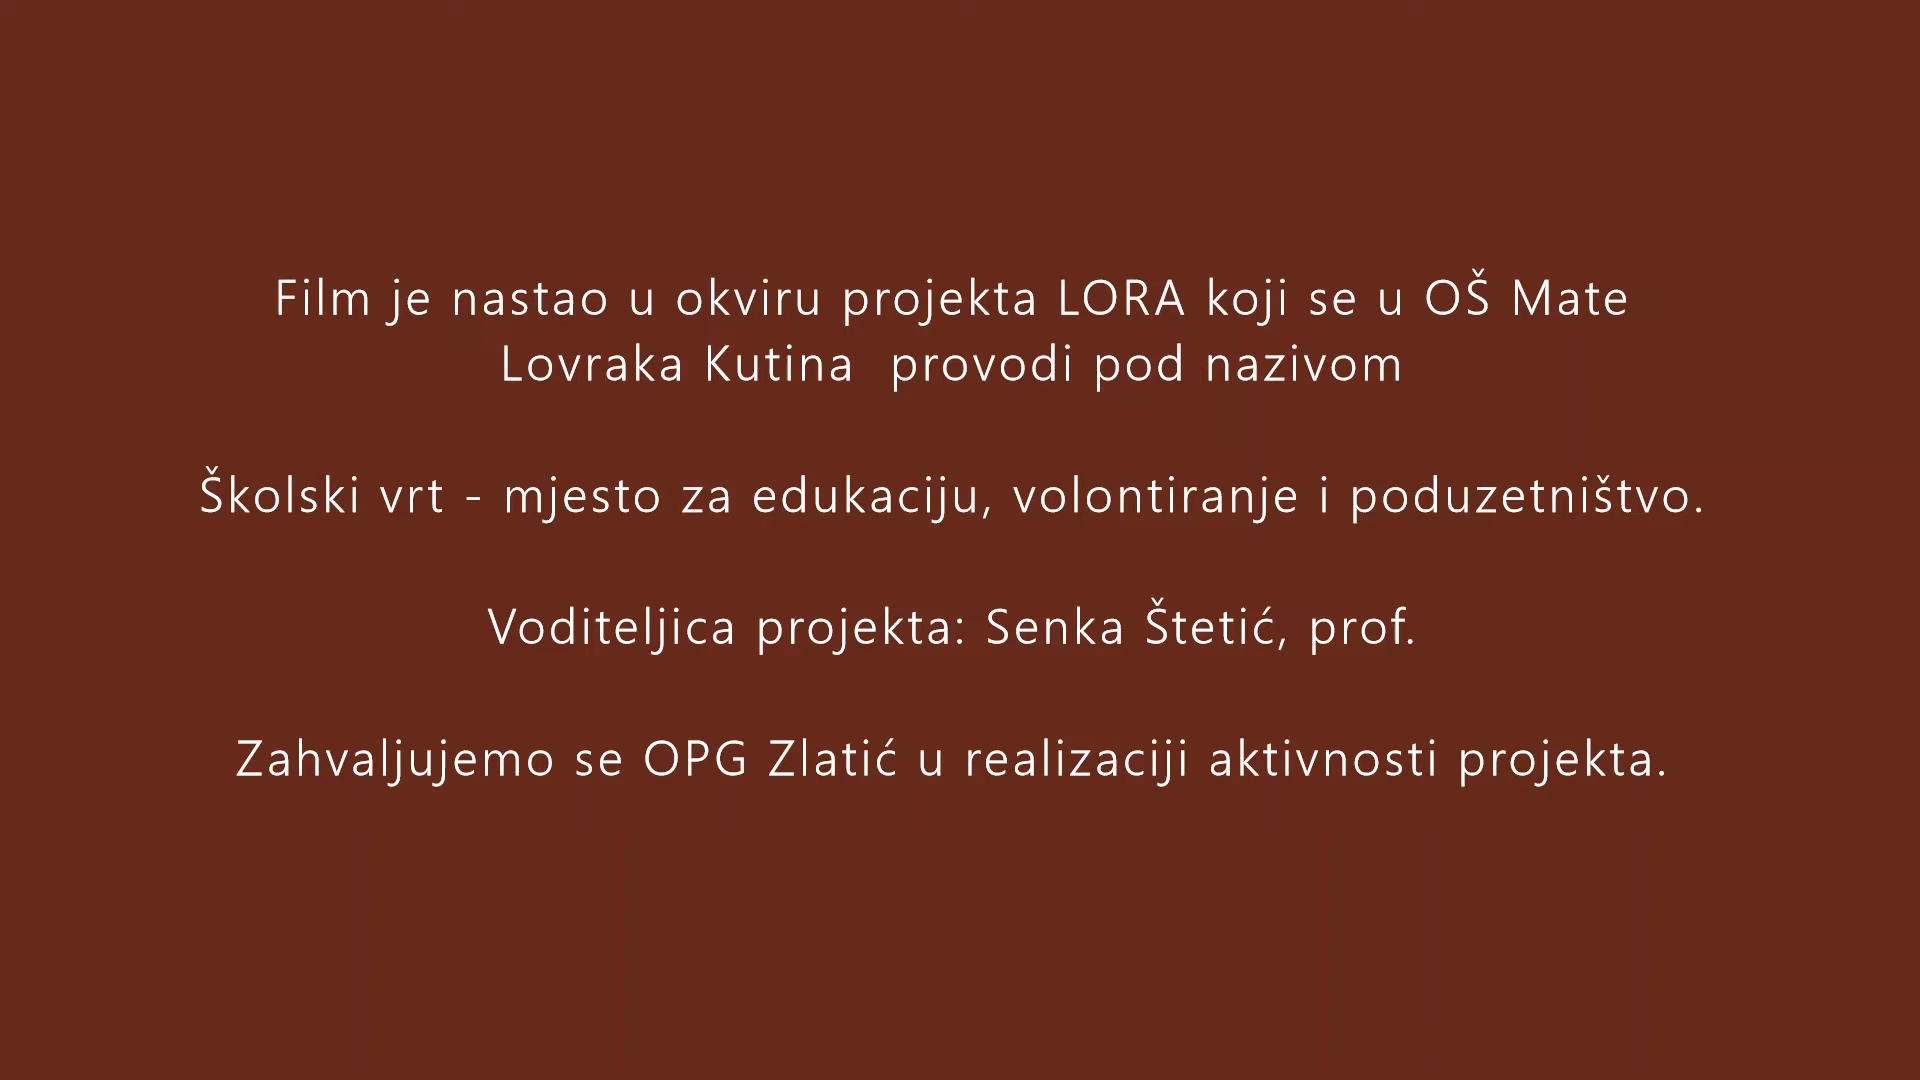 Film je nastao u okviru projekta LORA koji se u OŠ Mate
Lovraka Kutina  provodi pod nazivom
Školski vrt - mjesto za edukaciju, volontiranje i poduzetništvo.
Voditeljica projekta: Senka Štetić, prof.
Zahvaljujemo se OPG Zlatić u realizaciji aktivnosti projekta.